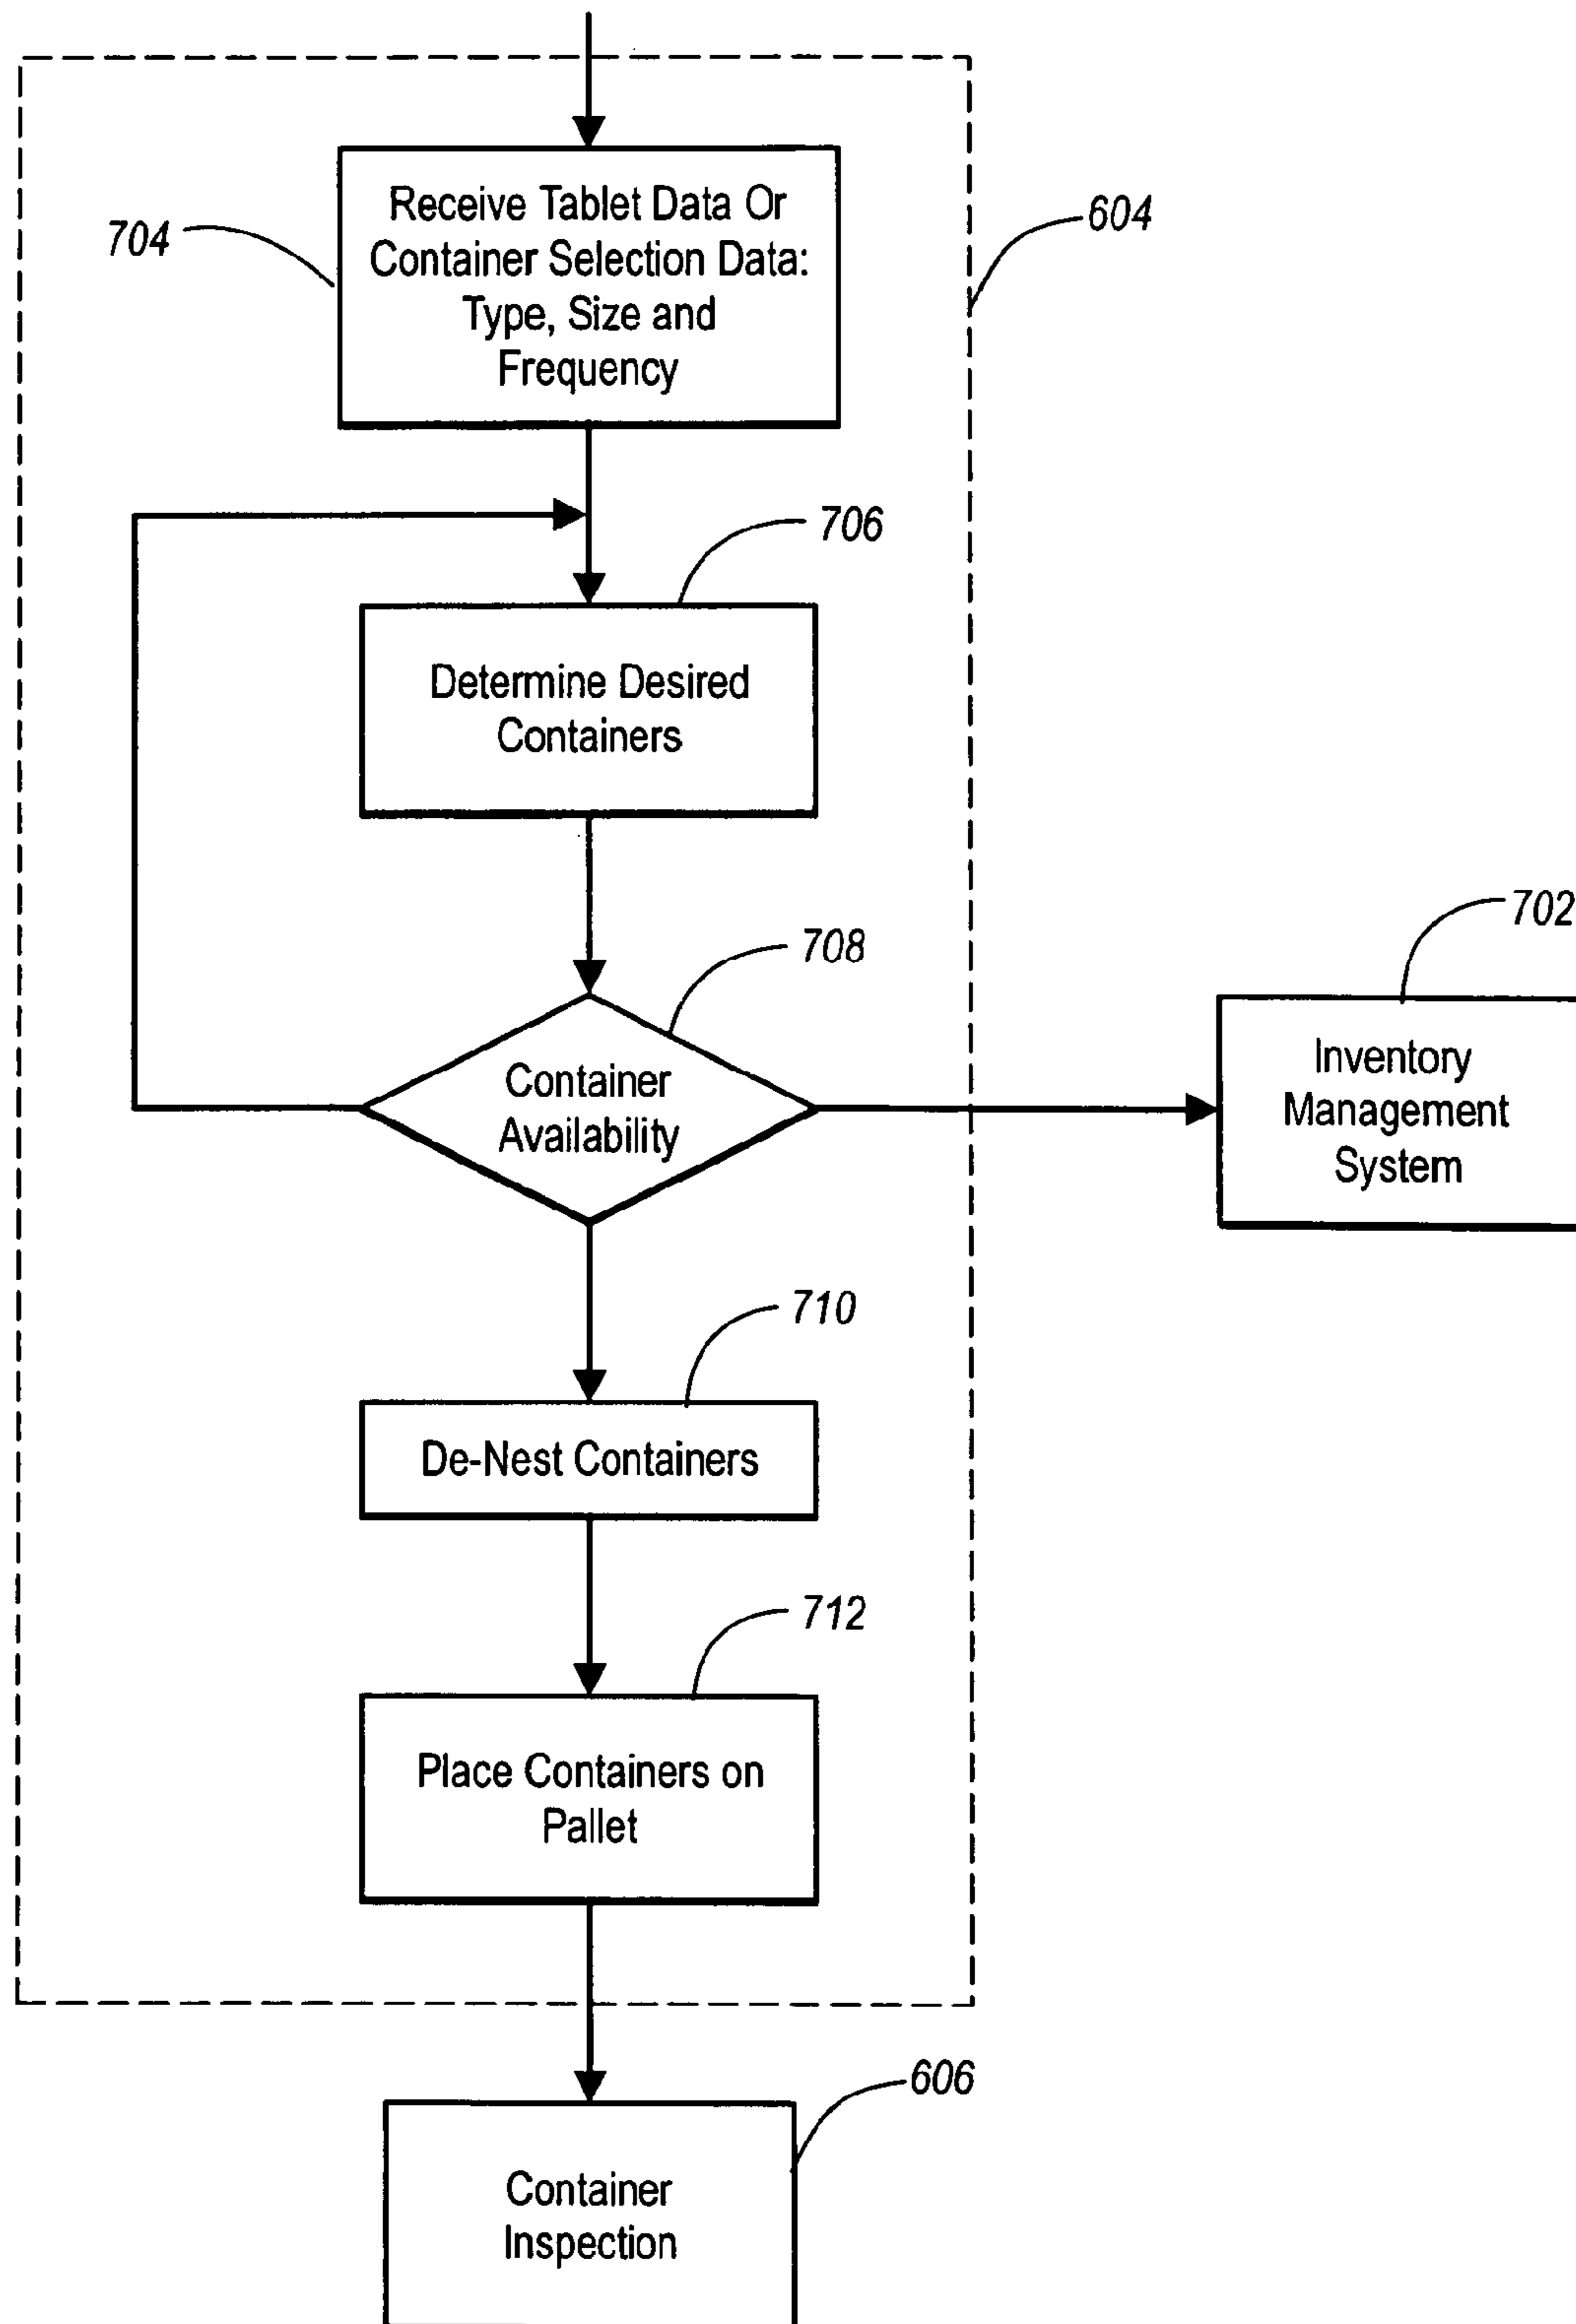 704
Receive Tablet Data Or
Container Selection Data:
Type, Size and
Frequency
604
706
Determine Desired
Containers
708
Container
Availability
702
Inventory
Management
System
710
De-Nest Containers
712
Place Containers on
Pallet
606
Container
Inspection